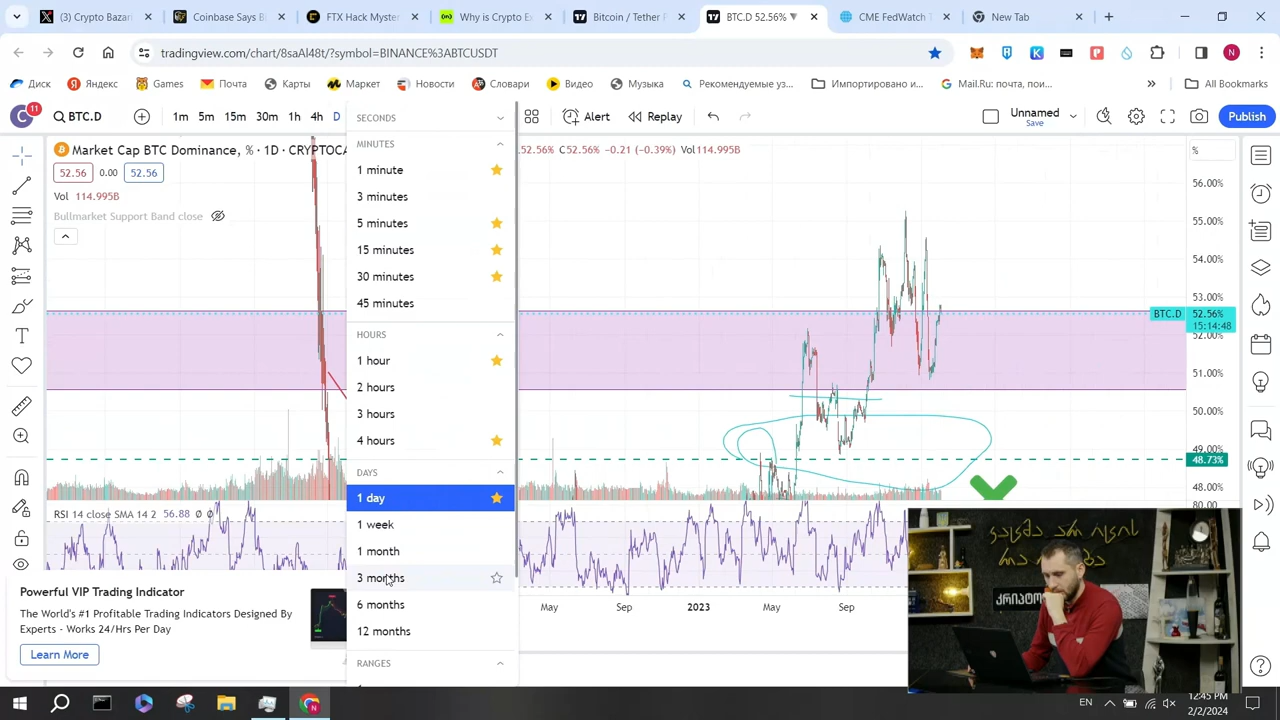 (1) Crypto Bazar
Coinbase Says B
FTX Hack Myster
Why is Crypto Ex
Bitcoin / Tether P
BTC.D 52.56% ▼
CME FedWatch T
New Tab
tradingview.com/chart/8saAl48t/?symbol=BINANCE%3ABTCUSDT
N
Диск
Яндекс
Games
Почта
Карты
Маркет
Новости
Словари
Видео
Музыка
Рекомендуемые уз...
Импортировано и...
Mail.Ru: почта, пои...
All Bookmarks
C 11
BTC.D
1m 5m 15m 30m 1h 4h D
Alert
Replay
Unnamed
Save
Publish
Market Cap BTC Dominance, % · 1D · CRYPTOCA
52.56% C52.56% -0.21 (-0.39%) Vol114.995B
52.56 0.00 52.56
Vol 114.995B
Bullmarket Support Band close
SECONDS
MINUTES
1 minute
3 minutes
5 minutes
15 minutes
30 minutes
45 minutes
HOURS
1 hour
2 hours
3 hours
4 hours
DAYS
1 day
1 week
1 month
3 months
6 months
12 months
RANGES
%
56.00%
55.00%
54.00%
53.00%
BTC.D 52.56%
15:14:48
52.00%
51.00%
50.00%
49.00%
48.73%
48.00%
80.00
RSI 14 close SMA 14 2 56.88 Ø Ø
May Sep 2023 May Sep
Powerful VIP Trading Indicator
The World's #1 Profitable Trading Indicators Designed By
Experts - Works 24/Hrs Per Day
Learn More
EN
12:45 PM
2/2/2024